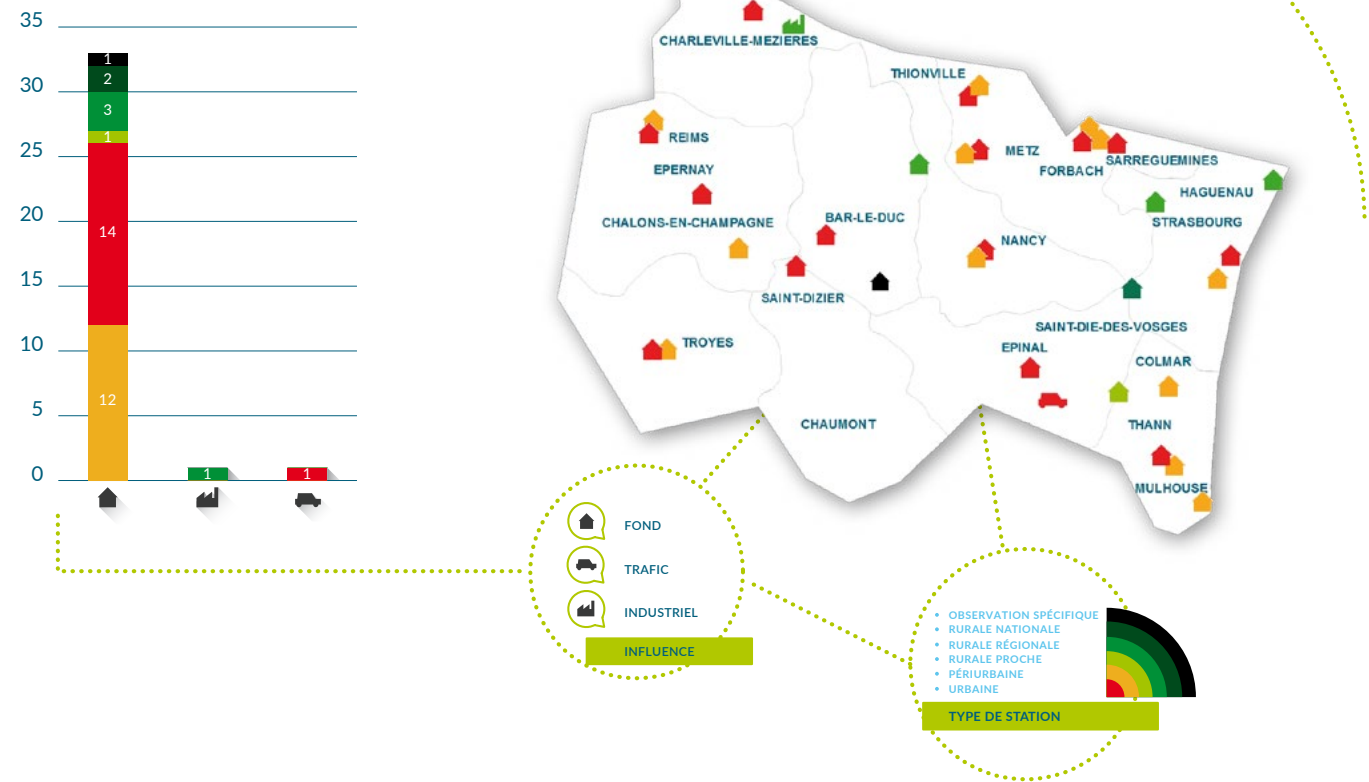 35
30
25
20
15
10
5
0
1
2
3
1
14
12
1
1
CHARLEVILLE-MEZIERES
THIONVILLE
REIMS
METZ
EPERNAY
FORBACH
SARREGUEMINES
HAGUENAU
CHALONS-EN-CHAMPAGNE
BAR-LE-DUC
STRASBOURG
NANCY
SAINT-DIZIER
SAINT-DIE-DES-VOSGES
TROYES
EPINAL
COLMAR
CHAUMONT
THANN
MULHOUSE
FOND
TRAFIC
INDUSTRIEL
INFLUENCE
• OBSERVATION SPÉCIFIQUE
• RURALE NATIONALE
• RURALE RÉGIONALE
• RURALE PROCHE
• PÉRIURBAINE
• URBAINE
TYPE DE STATION